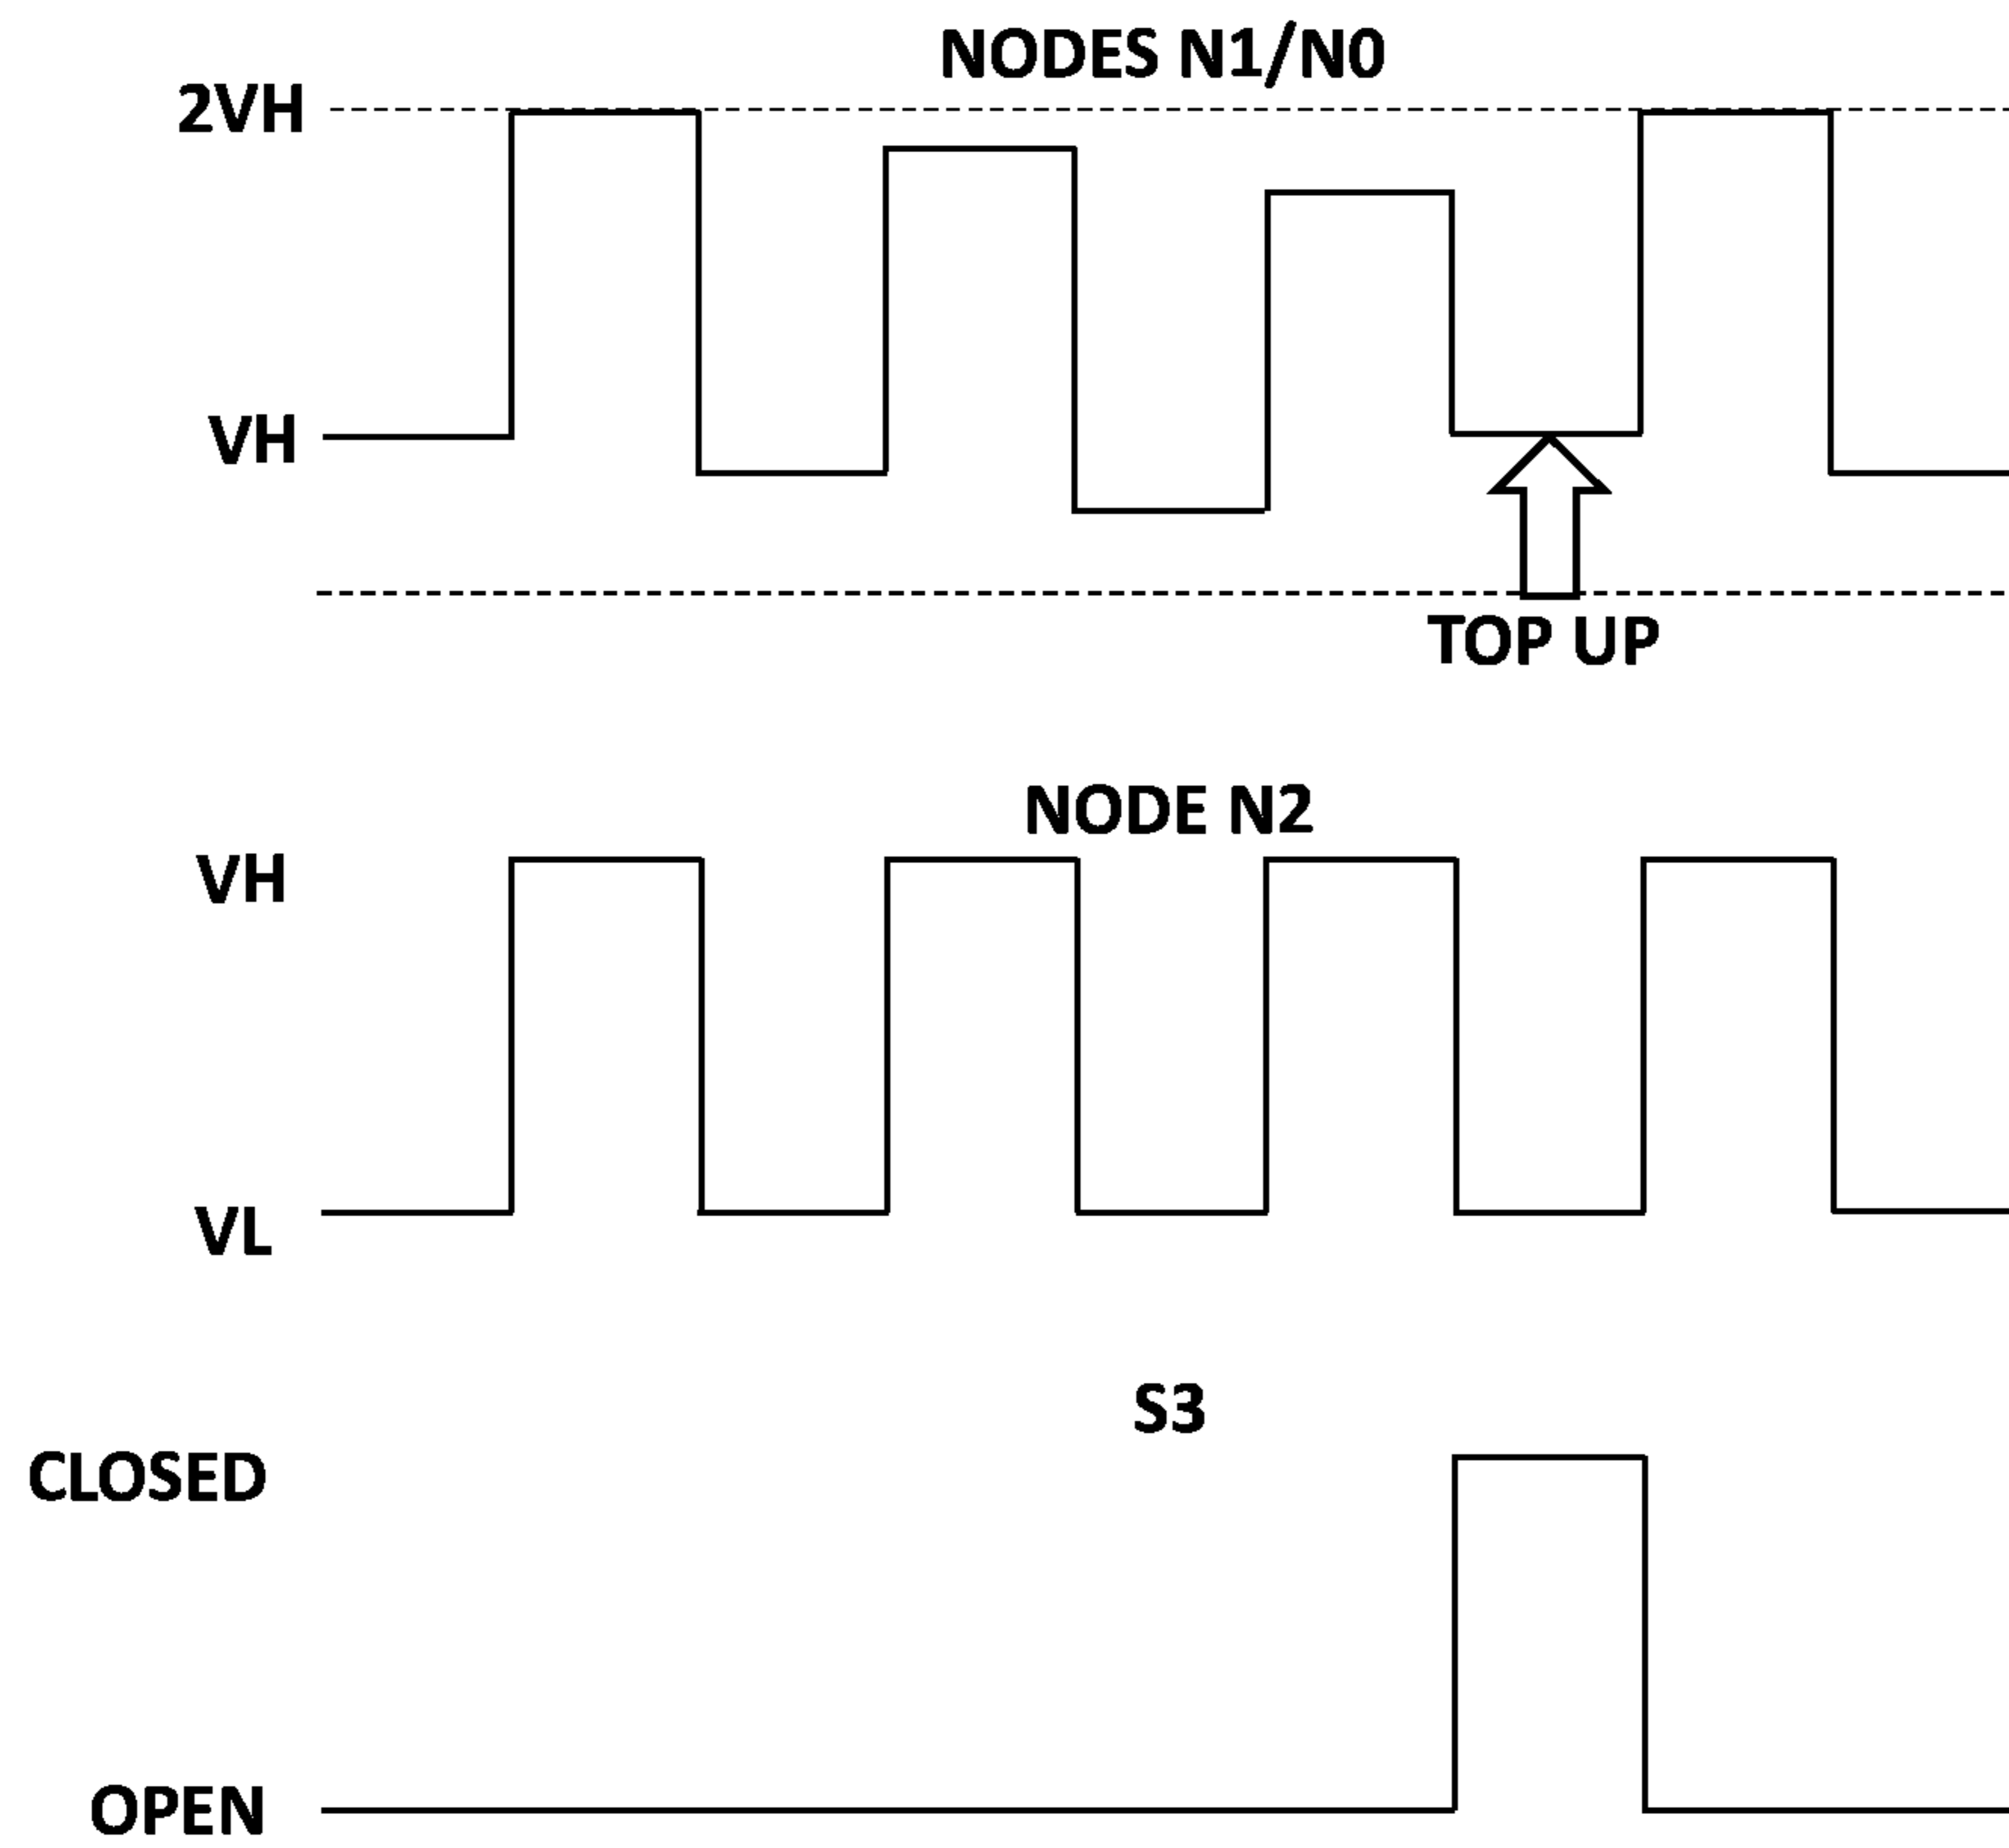 NODES N1/N0
2VH
VH
TOP UP
NODE N2
VH
VL
S3
CLOSED
OPEN